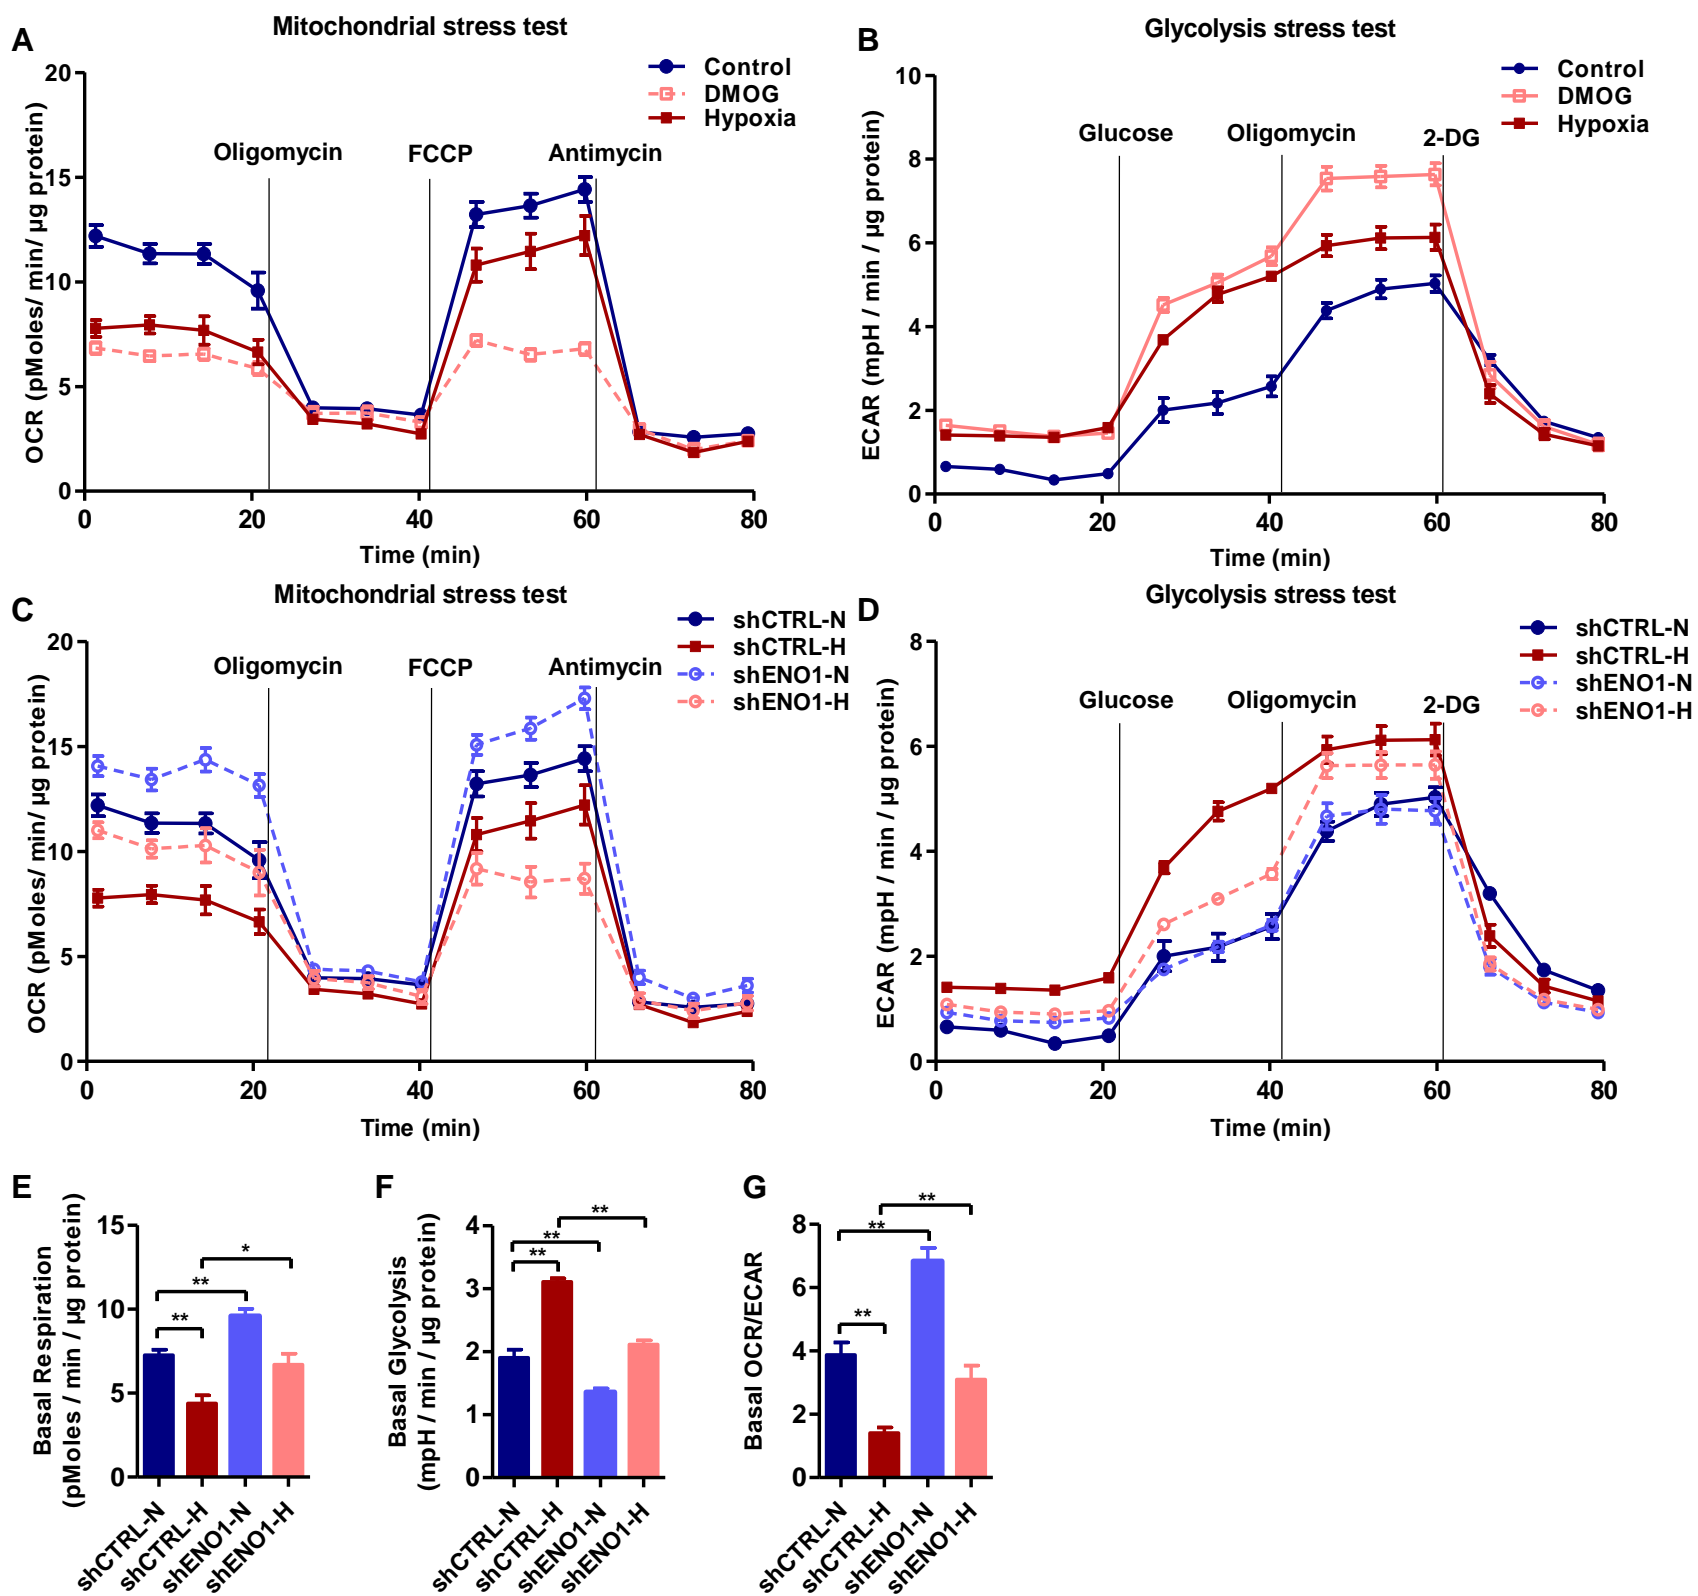 A
Mitochondrial stress test
Control
DMOG
Hypoxia
Oligomycin
FCCP
Antimycin
OCR (pMoles/ min/ µg protein)
20
15
10
5
0
0
20
40
60
80
Time (min)
B
Glycolysis stress test
Control
DMOG
Hypoxia
Glucose
Oligomycin
2-DG
ECAR (mpH / min / µg protein)
10
8
6
4
2
0
0
20
40
60
80
Time (min)
C
Mitochondrial stress test
shCTRL-N
shCTRL-H
shENO1-N
shENO1-H
Oligomycin
FCCP
Antimycin
OCR (pM oles/ min/ µg protein)
20
15
10
5
0
0
20
40
60
80
Time (min)
D
Glycolysis stress test
shCTRL-N
shCTRL-H
shENO1-N
shENO1-H
Glucose
Oligomycin
2-DG
ECAR (mpH / min / µg protein)
8
6
4
2
0
0
20
40
60
80
Time (min)
E
Basal Respiration
(pMoles / min / µg protein)
15
10
5
0
*
**
**
shCTRL-N
shCTRL-H
shENO1-N
shENO1-H
F
Basal Glycolysis
(mpH / min / µg protein)
4
3
2
1
0
**
**
**
shCTRL-N
shCTRL-H
shENO1-N
shENO1-H
G
Basal OCR/ECAR
8
6
4
2
0
**
**
**
shCTRL-N
shCTRL-H
shENO1-N
shENO1-H